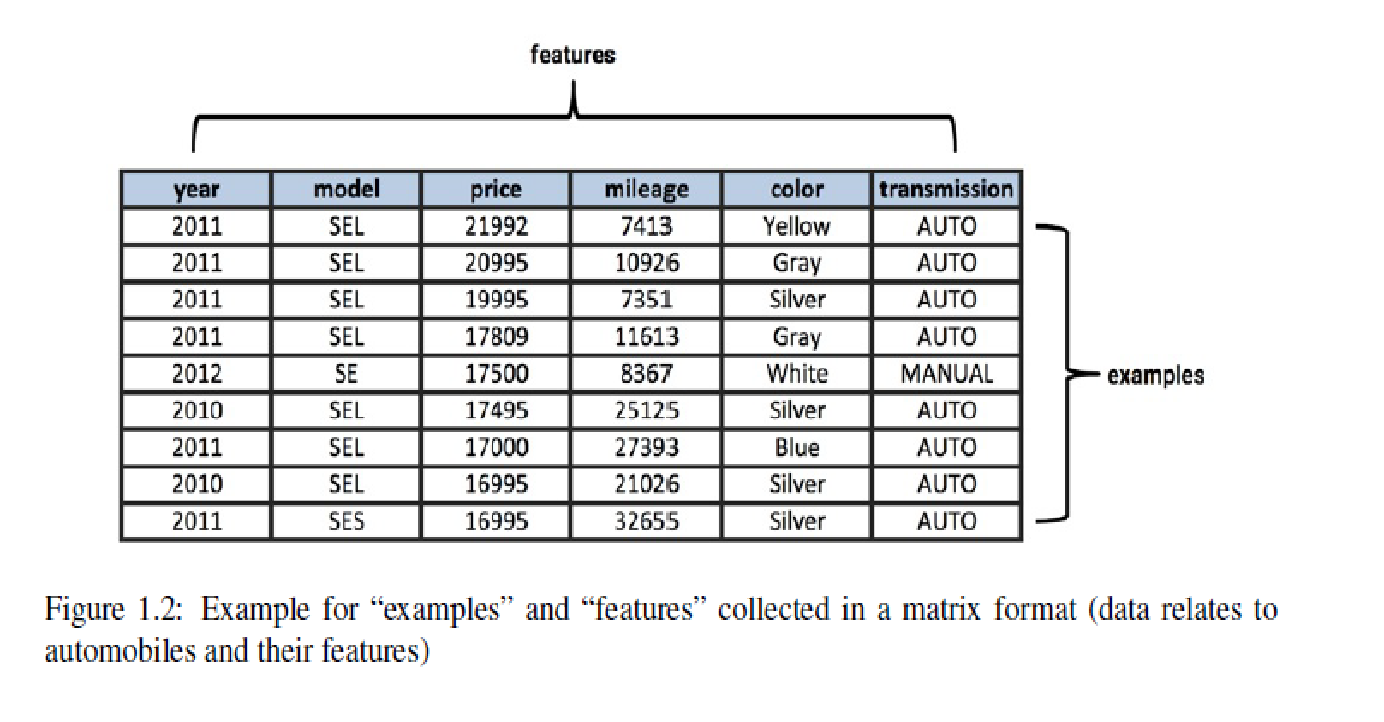 features
year model price mileage color transmission
2011 SEL 21992 7413 Yellow AUTO
2011 SEL 20995 10926 Gray AUTO
2011 SEL 19995 7351 Silver AUTO
2011 SEL 17809 11613 Gray AUTO
2012 SE 17500 8367 White MANUAL
2010 SEL 17495 25125 Silver AUTO
2011 SEL 17000 27393 Blue AUTO
2010 SEL 16995 21026 Silver AUTO
2011 SES 16995 32655 Silver AUTO
examples
Figure 1.2: Example for “examples” and “features” collected in a matrix format (data relates to
automobiles and their features)